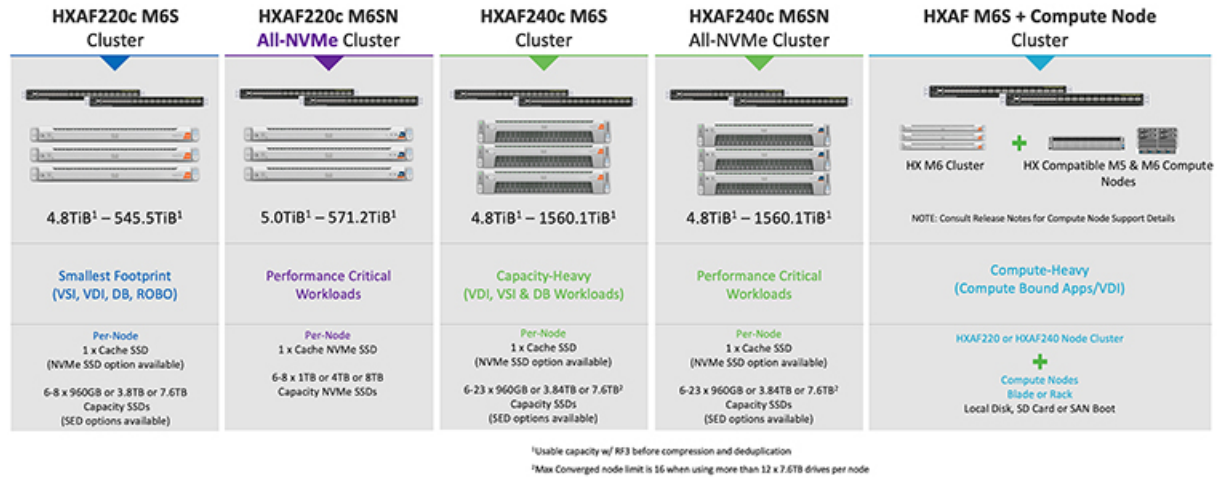 HXAF220c M6S
Cluster
4.8TiB¹ – 545.5TiB¹
Smallest Footprint
(VSI, VDI, DB, ROBO)
Per-Node
1 x Cache SSD
(NVMe SSD option available)
6-8 x 960GB or 3.8TB or 7.6TB
Capacity SSDs
(SED options available)
HXAF220c M6SN
All-NVMe Cluster
5.0TiB¹ – 571.2TiB¹
Performance Critical
Workloads
Per-Node
1 x Cache NVMe SSD
6-8 x 1TB or 4TB or 8TB
Capacity NVMe SSDs
HXAF240c M6S
Cluster
4.8TiB¹ – 1560.1TiB¹
Capacity-Heavy
(VDI, VSI & DB Workloads)
Per-Node
1 x Cache SSD
(NVMe SSD option available)
6-23 x 960GB or 3.84TB or 7.6TB²
Capacity SSDs
(SED options available)
HXAF240c M6SN
All-NVMe Cluster
4.8TiB¹ – 1560.1TiB¹
Performance Critical
Workloads
Per-Node
1 x Cache SSD
(NVMe SSD option available)
6-23 x 960GB or 3.84TB or 7.6TB²
Capacity SSDs
(SED options available)
HXAF M6S + Compute Node
Cluster
HX M6 Cluster
HX Compatible M5 & M6 Compute
Nodes
NOTE: Consult Release Notes for Compute Node Support Details
Compute-Heavy
(Compute Bound Apps/VDI)
HXAF220 or HXAF240 Node Cluster
Compute Nodes
Blade or Rack
Local Disk, SD Card or SAN Boot
¹Usable capacity w/ RF3 before compression and deduplication
²Max Converged node limit is 16 when using more than 12 x 7.6TB drives per node